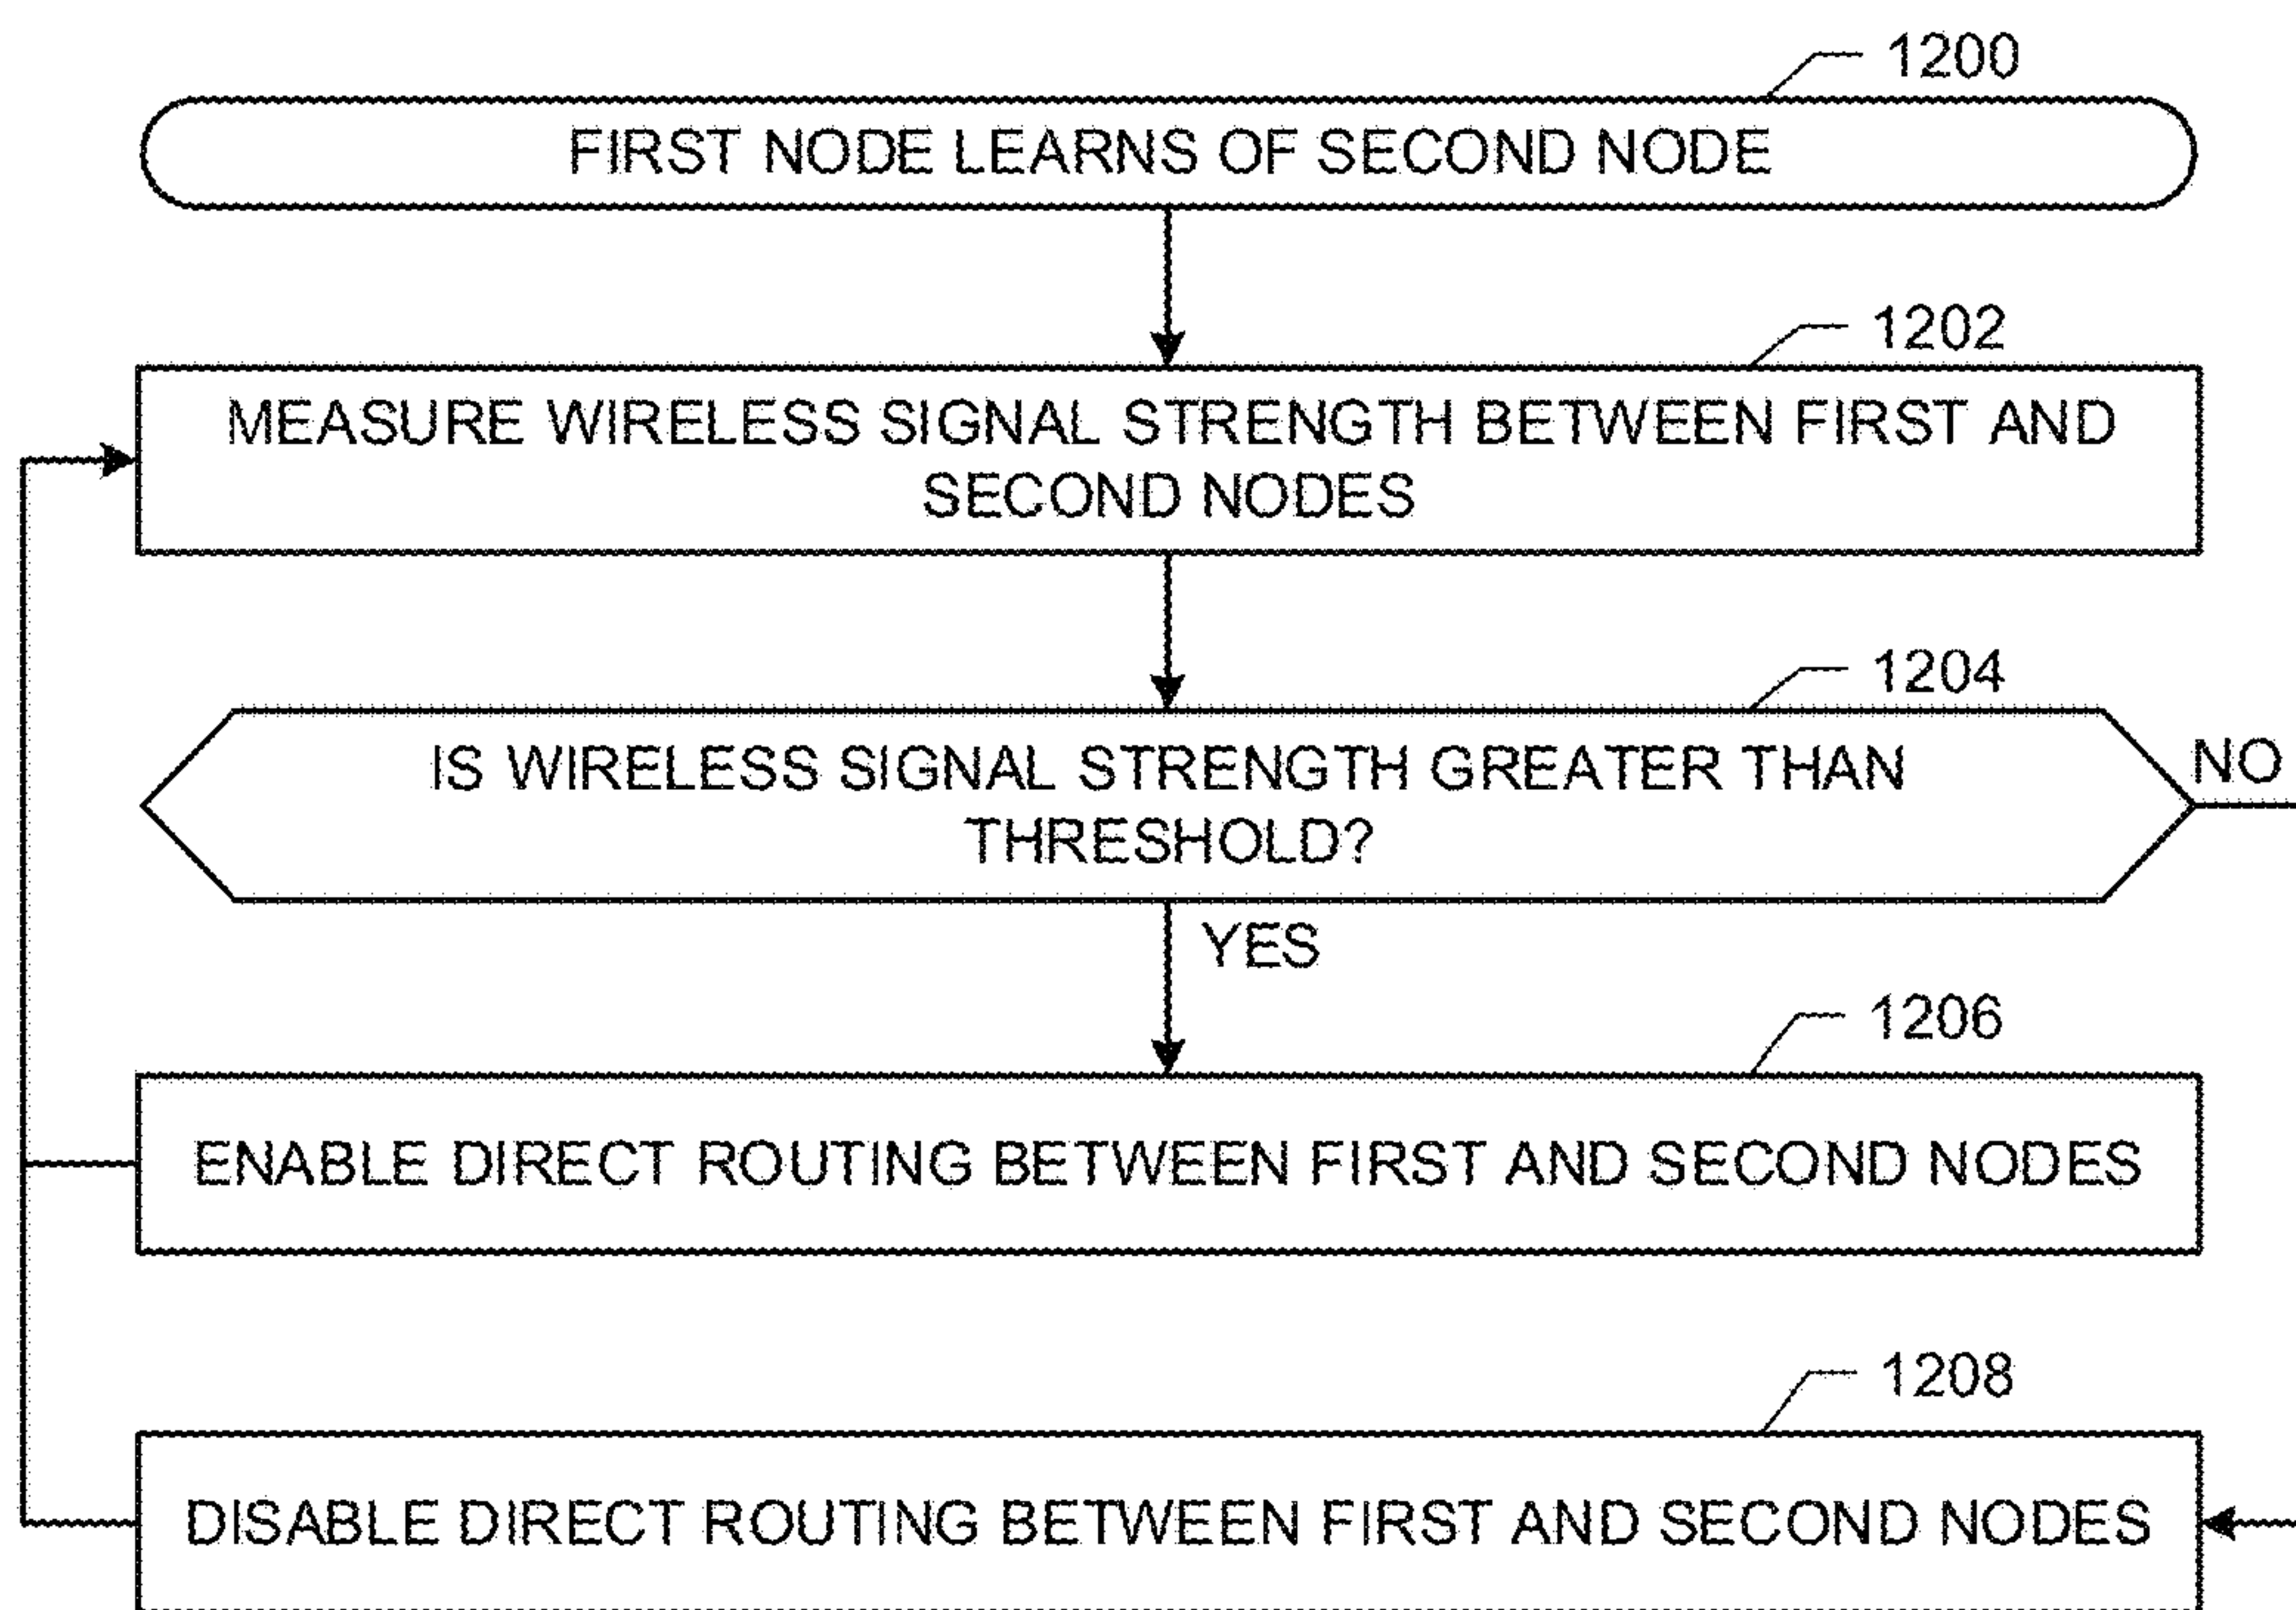 1200
FIRST NODE LEARNS OF SECOND NODE
1202
MEASURE WIRELESS SIGNAL STRENGTH BETWEEN FIRST AND
SECOND NODES
1204
IS WIRELESS SIGNAL STRENGTH GREATER THAN
THRESHOLD?
NO
YES
1206
ENABLE DIRECT ROUTING BETWEEN FIRST AND SECOND NODES
1208
DISABLE DIRECT ROUTING BETWEEN FIRST AND SECOND NODES